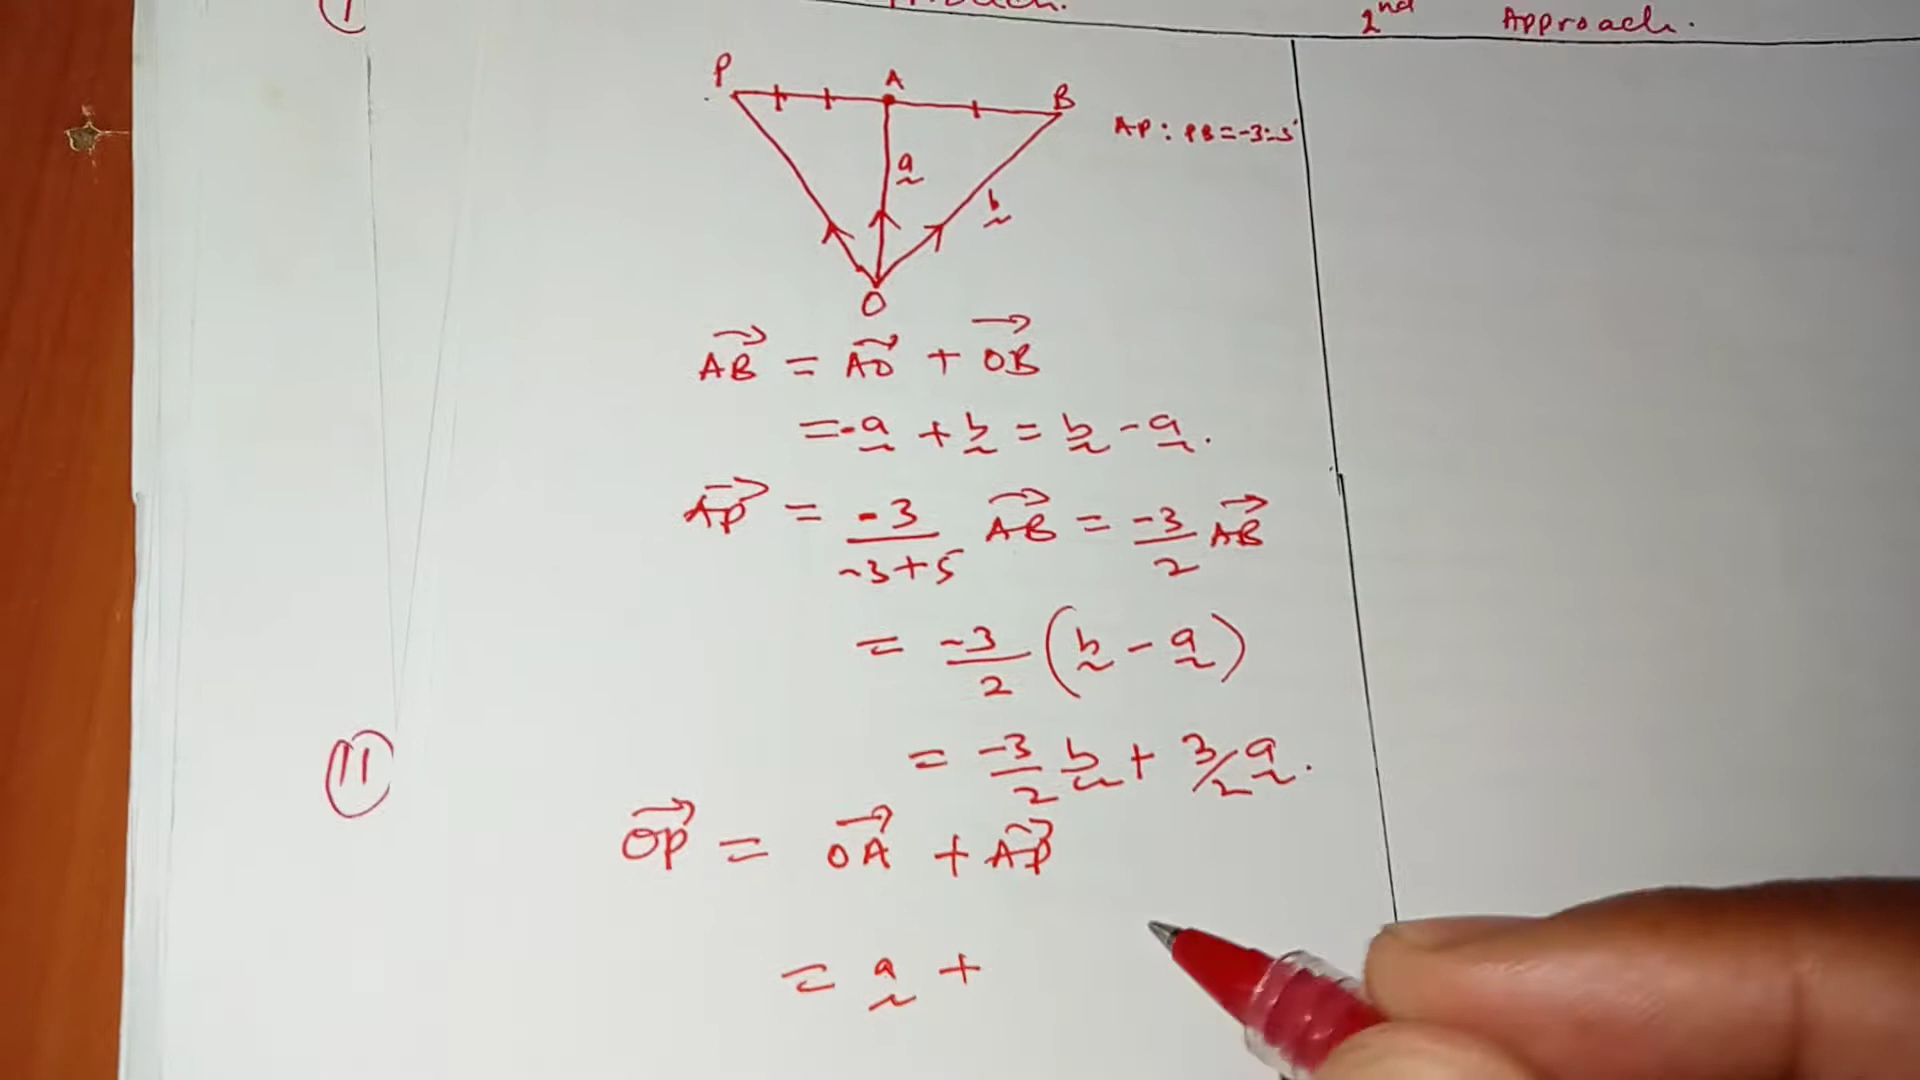 2nd Approach.
P A B
AP : PB = -3:5
a
b
O
AB = AO + OB
= -a + b = b - a.
AP = -3/-3+5 AB = -3/2 AB
= -3/2 (b - a)
= -3/2 b + 3/2 a.
II
OP = OA + AP
= a +